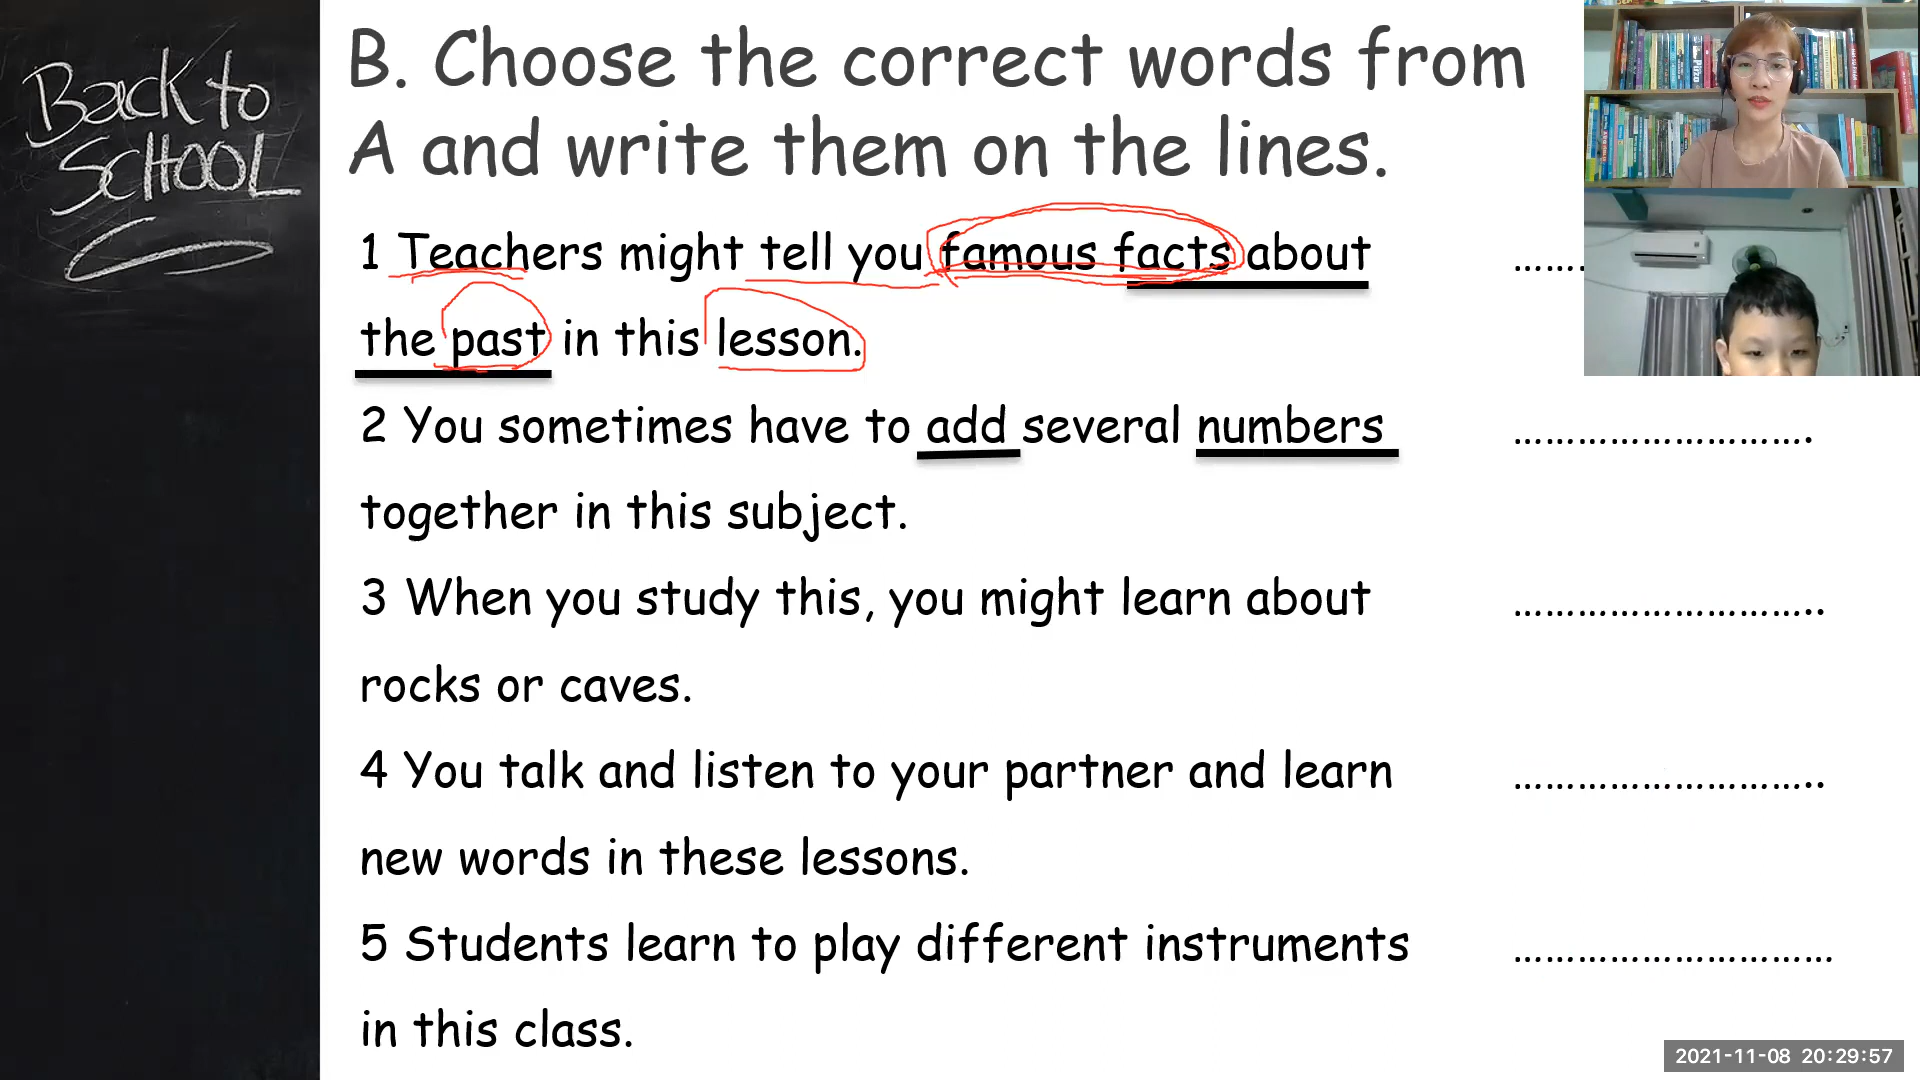 Back to
SCHOOL
B. Choose the correct words from
A and write them on the lines.
1 Teachers might tell you famous facts about ........
the past in this lesson.
2 You sometimes have to add several numbers ............................
together in this subject.
3 When you study this, you might learn about .............................
rocks or caves.
4 You talk and listen to your partner and learn .............................
new words in these lessons.
5 Students learn to play different instruments ..............................
in this class.
2021-11-08 20:29:57